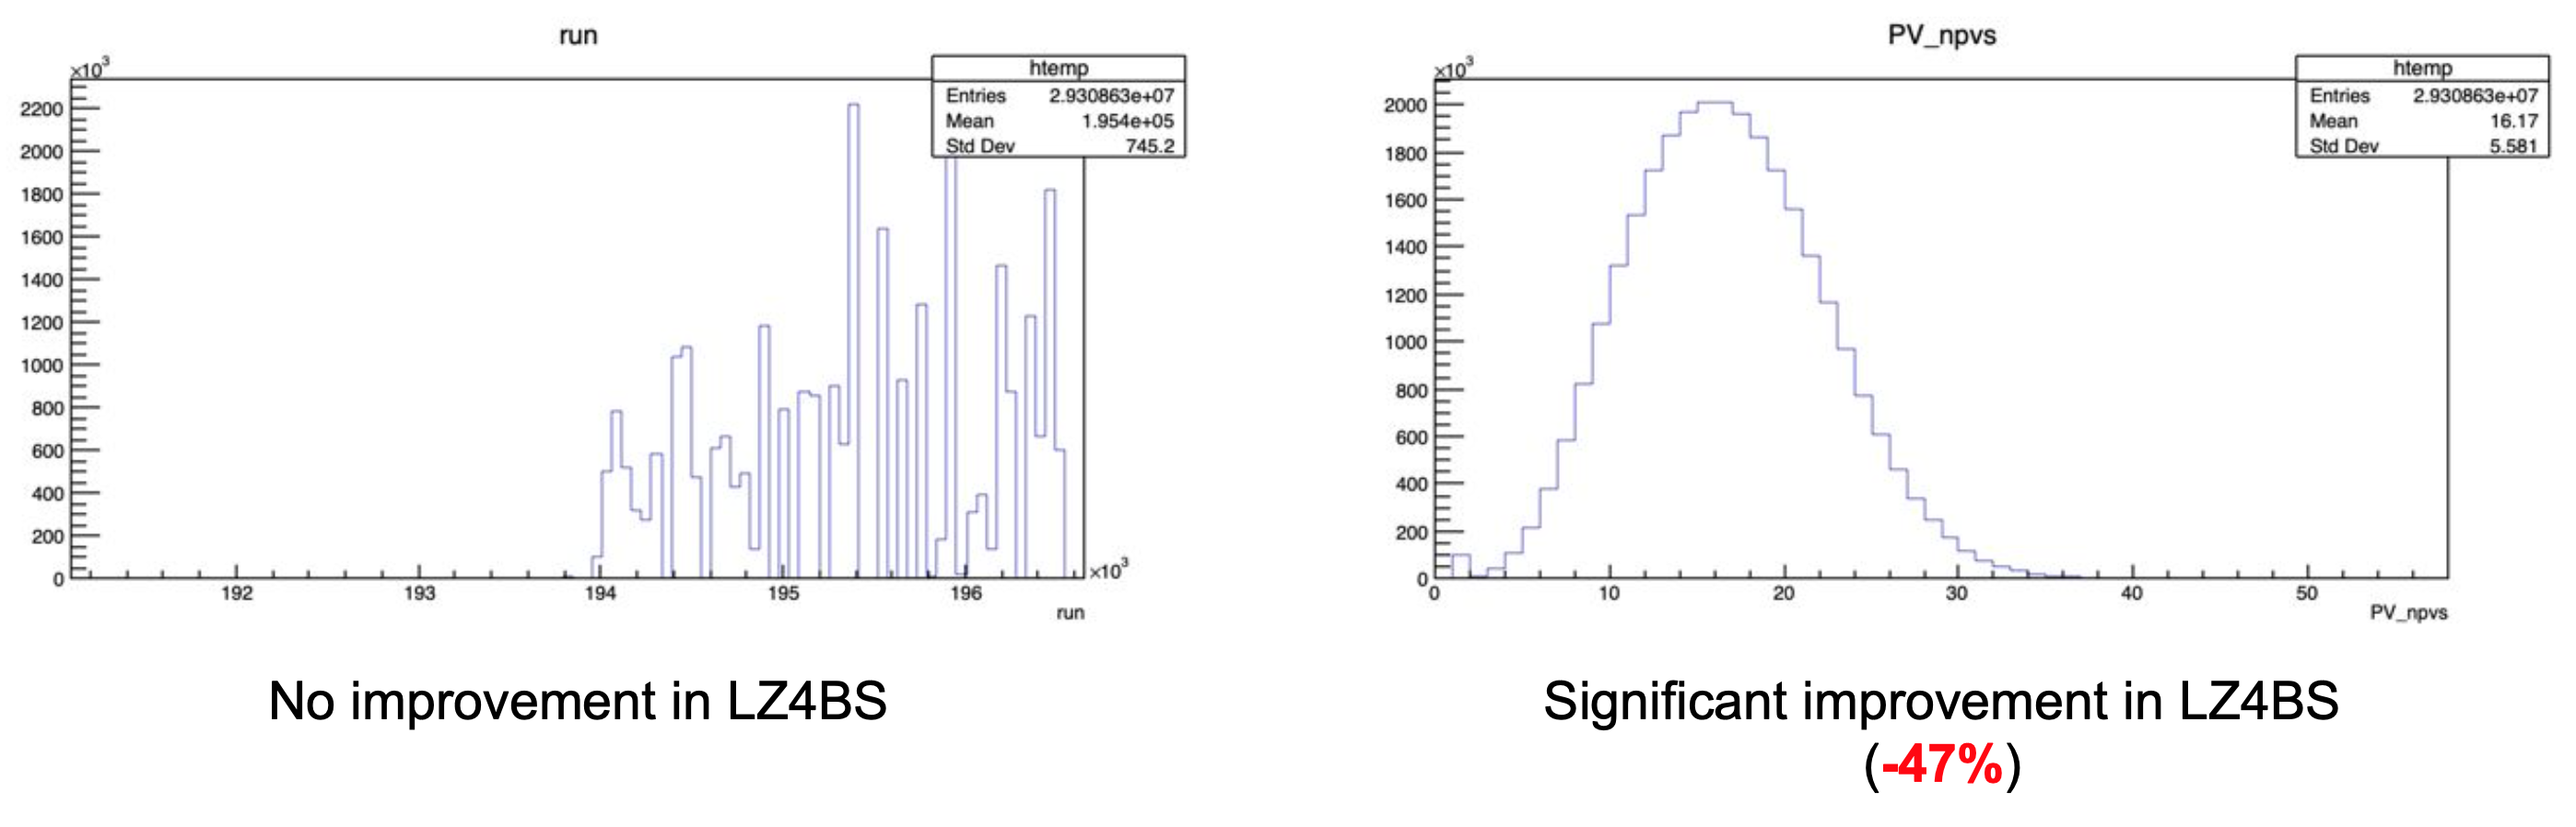 run
×10³
2200
2000
1800
1600
1400
1200
1000
800
600
400
200
0
192 193 194 195 196
×10³
run
htemp
Entries 2.930863e+07
Mean 1.954e+05
Std Dev 745.2
No improvement in LZ4BS
PV_npvs
×10³
2000
1800
1600
1400
1200
1000
800
600
400
200
0
0 10 20 30 40 50
PV_npvs
htemp
Entries 2.930863e+07
Mean 16.17
Std Dev 5.581
Significant improvement in LZ4BS
(-47%)